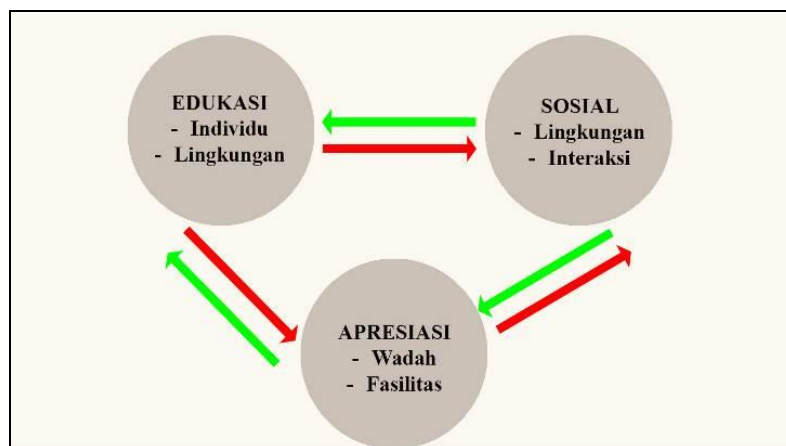 EDUKASI
- Individu
- Lingkungan
SOSIAL
- Lingkungan
- Interaksi
APRESIASI
- Wadah
- Fasilitas